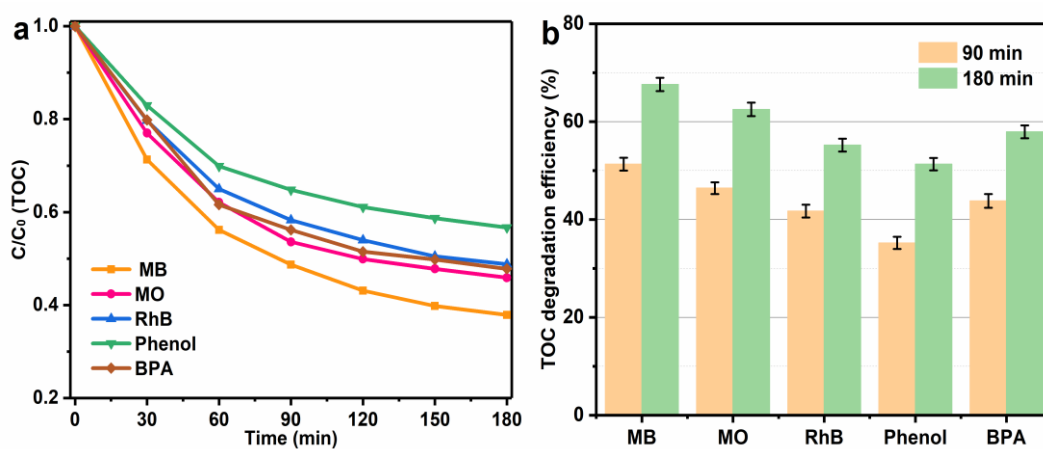 a
1.0
0.8
0.6
0.4
0.2
C/C₀ (TOC)
MB
MO
RhB
Phenol
BPA
0 30 60 90 120 150 180
Time (min)
b
80
60
40
20
0
TOC degradation efficiency (%)
90 min
180 min
MB MO RhB Phenol BPA